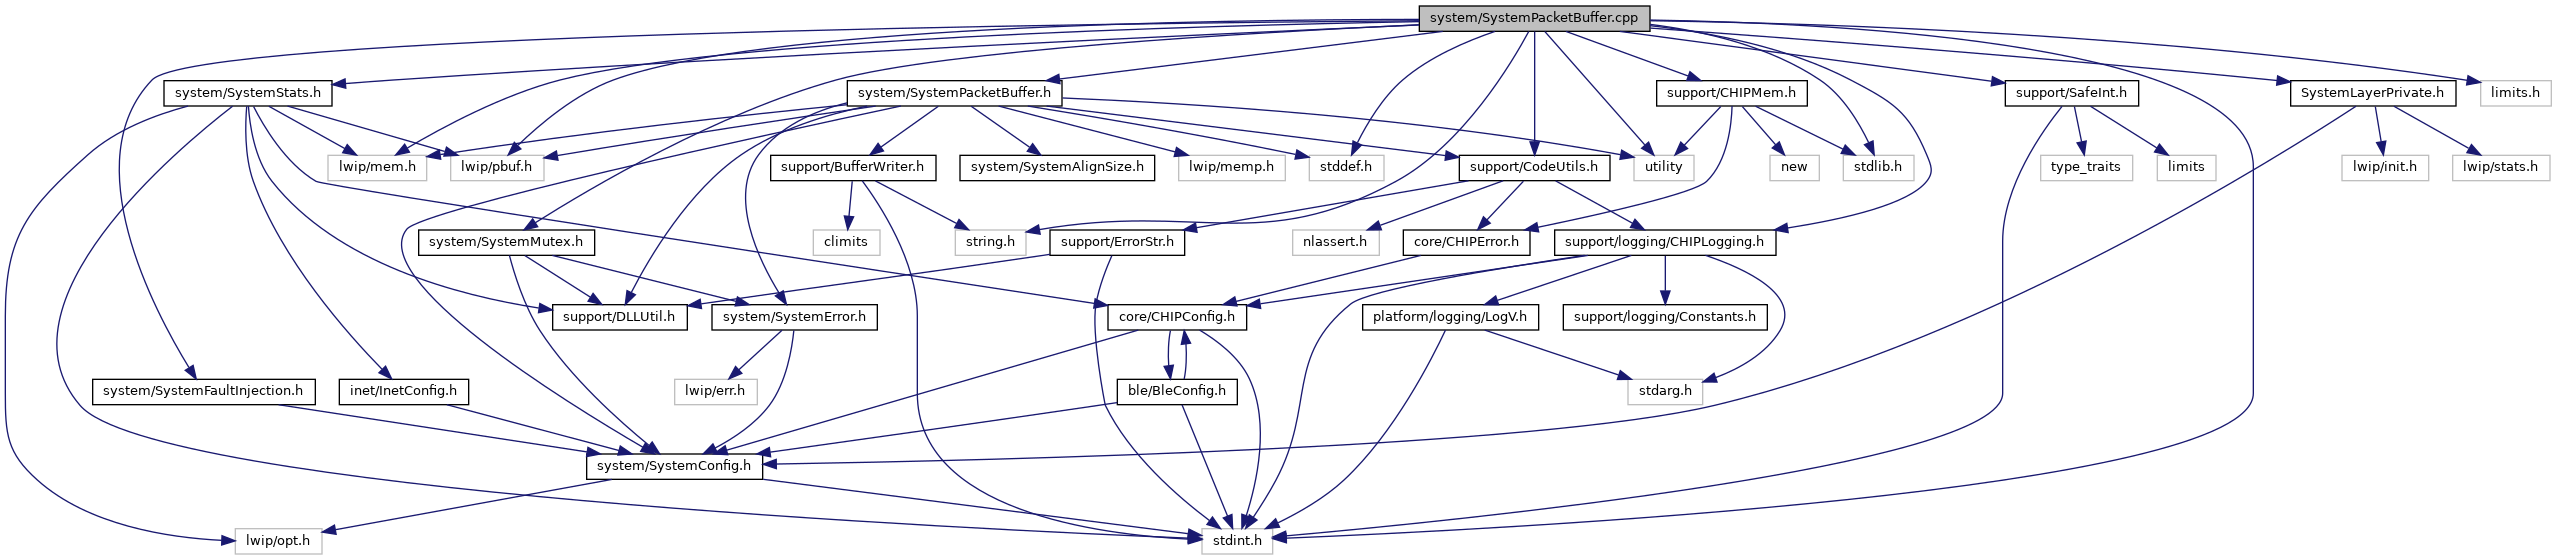 system/SystemPacketBuffer.cpp
system/SystemStats.h
system/SystemPacketBuffer.h
support/CHIPMem.h
support/SafeInt.h
SystemLayerPrivate.h
limits.h
lwip/mem.h
lwip/pbuf.h
support/BufferWriter.h
system/SystemAlignSize.h
lwip/memp.h
stddef.h
support/CodeUtils.h
utility
new
stdlib.h
type_traits
limits
lwip/init.h
lwip/stats.h
system/SystemMutex.h
climits
string.h
support/ErrorStr.h
nlassert.h
core/CHIPError.h
support/logging/CHIPLogging.h
support/DLLUtil.h
system/SystemError.h
core/CHIPConfig.h
platform/logging/LogV.h
support/logging/Constants.h
system/SystemFaultInjection.h
inet/InetConfig.h
lwip/err.h
ble/BleConfig.h
stdarg.h
system/SystemConfig.h
lwip/opt.h
stdint.h